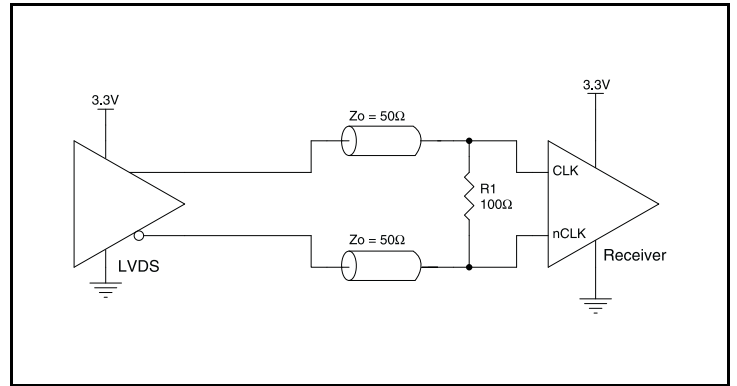 3.3V
Zo = 50Ω
3.3V
CLK
R1
100Ω
nCLK
Zo = 50Ω
LVDS
Receiver